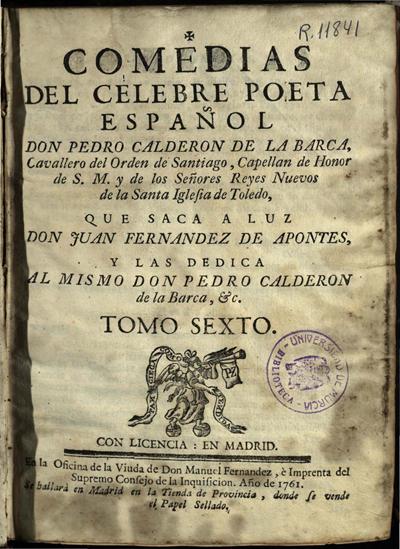 R.11841
COMEDIAS
DEL CELEBRE POETA
ESPAÑOL
DON PEDRO CALDERON DE LA BARCA,
Cavallero del Orden de Santiago, Capellan de Honor
de S. M. y de los Señores Reyes Nuevos
de la Santa Iglesia de Toledo,
QUE SACA A LUZ
DON JUAN FERNANDEZ DE APONTES,
Y LAS DEDICA
AL MISMO DON PEDRO CALDERON
de la Barca, &c.
TOMO SEXTO.
UNIVERSIDAD DE MURCIA
BIBLIOTECA
CON LICENCIA: EN MADRID.
En la Oficina de la Viuda de Don Manuel Fernandez, è Imprenta del
Supremo Consejo de la Inquisicion. Año de 1761.
Se hallarà en Madrid en la Tienda de Provincia, donde se vende
el Papel Sellado.